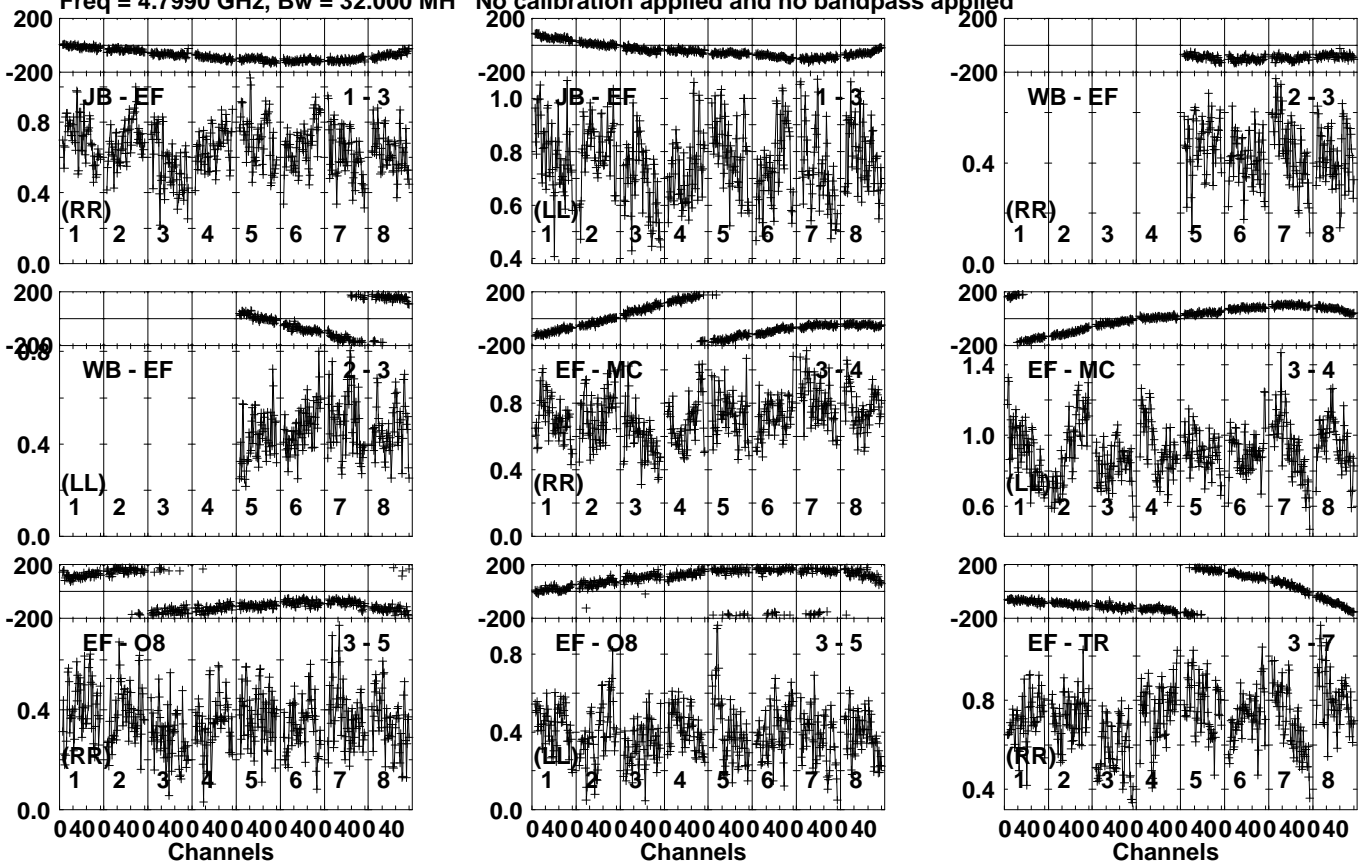 Freq = 4.7990 GHz, Bw = 32.000 MH No calibration applied and no bandpass applied
200
-200
JB - EF 1 - 3
0.8
0.4
(RR)
1 2 3 4 5 6 7 8
0.0
200
-200
1.0 JB - EF 1 - 3
0.8
0.6
(LL)
1 2 3 4 5 6 7 8
0.4
200
-200
WB - EF 2 - 3
0.4
(RR)
1 2 3 4 5 6 7 8
0.0
200
-200
0.8
WB - EF 2 - 3
0.4
(LL)
1 2 3 4 5 6 7 8
0.0
200
-200
EF - MC 3 - 4
0.8
0.4
(RR)
1 2 3 4 5 6 7 8
0.0
200
-200
1.4 EF - MC 3 - 4
1.0
(LL)
0.6 1 2 3 4 5 6 7 8
200
-200
EF - O8 3 - 5
0.4
(RR)
1 2 3 4 5 6 7 8
0.0
0 40 0 40 0 40 0 40 0 40 0 40 0 40 0 40
Channels
200
-200
0.8 EF - O8 3 - 5
0.4
(LL)
1 2 3 4 5 6 7 8
0.0
0 40 0 40 0 40 0 40 0 40 0 40 0 40 0 40
Channels
200
-200
EF - TR 3 - 7
0.8
(RR)
1 2 3 4 5 6 7 8
0.4
0 40 0 40 0 40 0 40 0 40 0 40 0 40 0 40
Channels